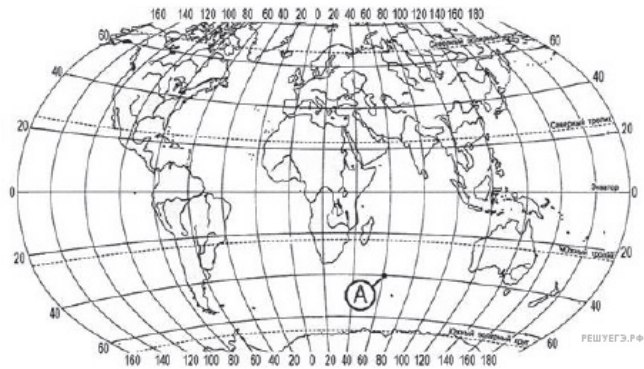 160 140 120 100 80 60 40 20 0 20 40 60 80 100 120 140 160 180
60 Северный полярный круг 60
40 40
20 Северный тропик 20
0 Экватор 0
20 Южный тропик 20
40 А 40
60 Южный полярный круг 60
160 140 120 100 80 60 40 20 0 20 40 60 80 100 120 140 160 180
РЕШУЕГЭ.РФ